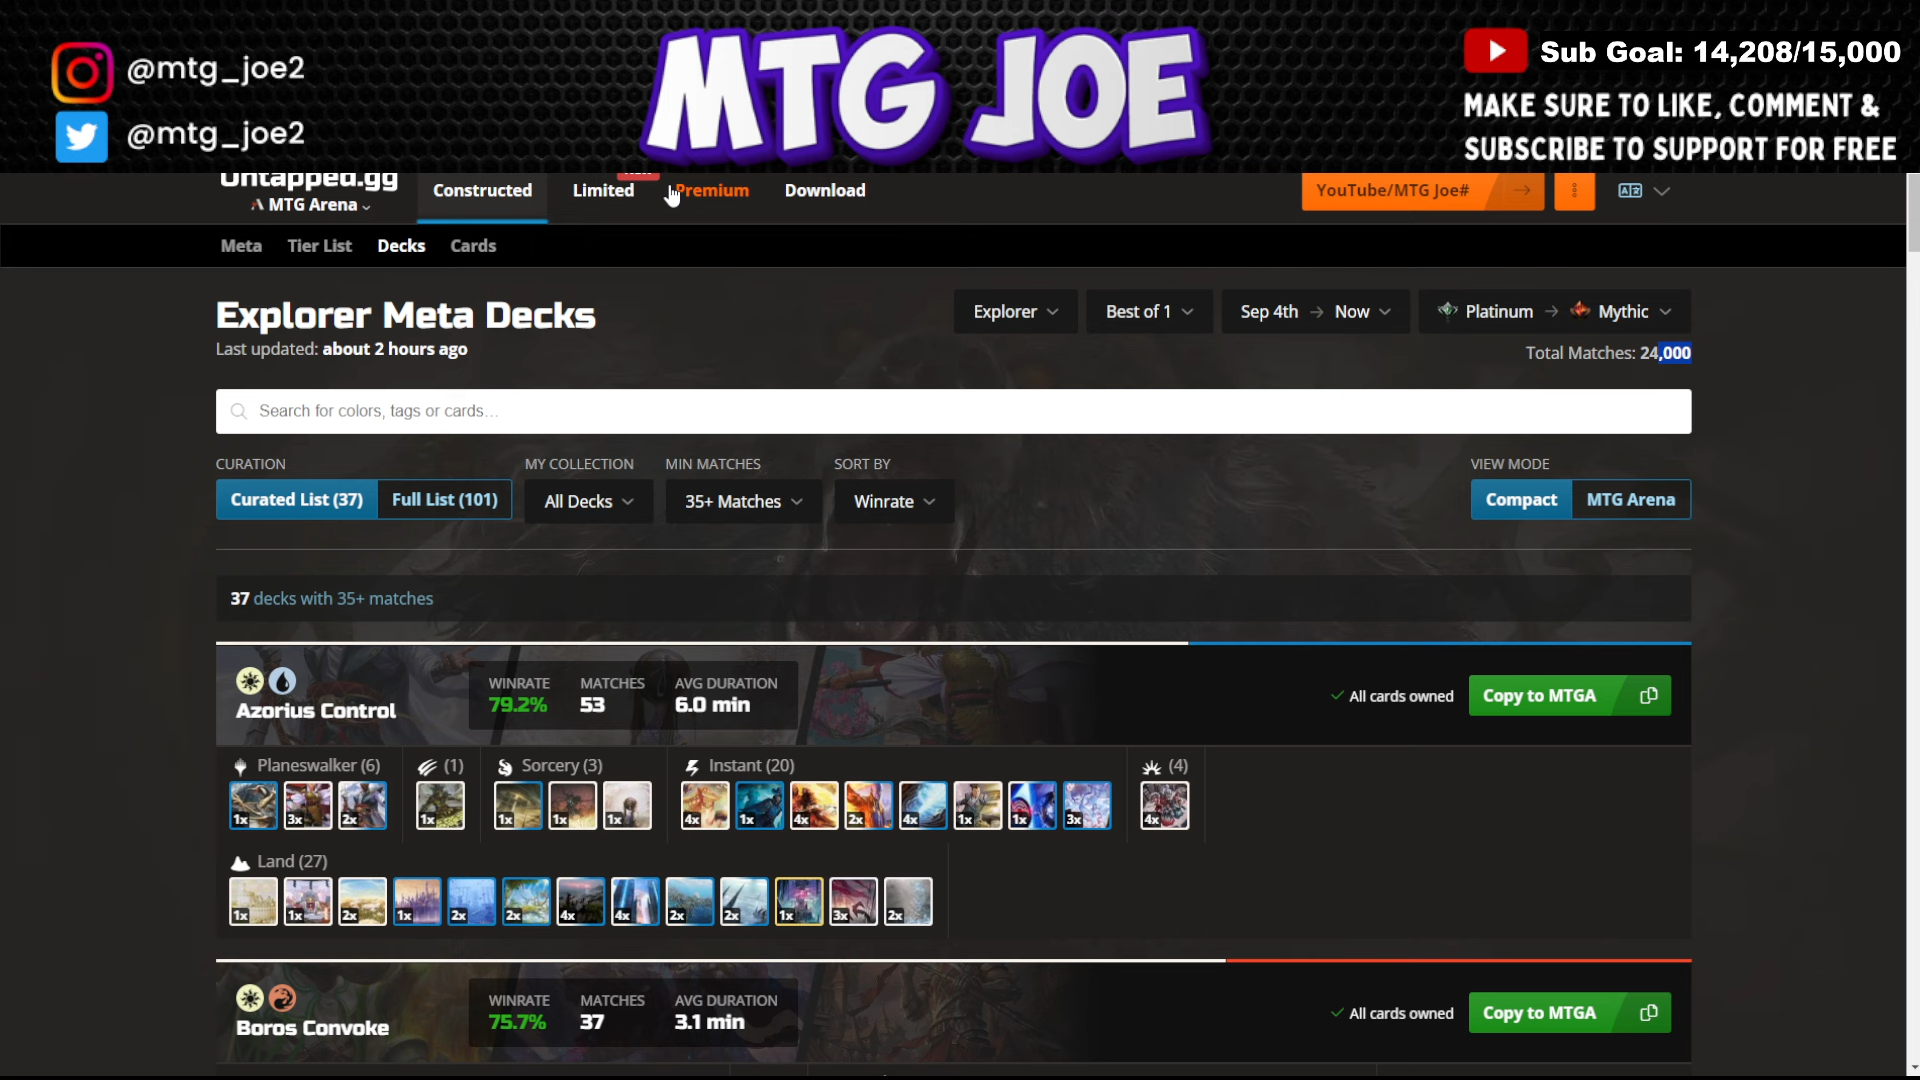 @mtg_joe2
@mtg_joe2
MTG JOE
Sub Goal: 14,208/15,000
MAKE SURE TO LIKE, COMMENT &
SUBSCRIBE TO SUPPORT FOR FREE
Untapped.gg
MTG Arena
Constructed
Limited
Premium
Download
YouTube/MTG Joe#
Meta
Tier List
Decks
Cards
Explorer Meta Decks
Last updated: about 2 hours ago
Explorer
Best of 1
Sep 4th → Now
Platinum → Mythic
Total Matches: 24,000
Search for colors, tags or cards...
CURATION
MY COLLECTION
MIN MATCHES
SORT BY
VIEW MODE
Curated List (37)
Full List (101)
All Decks
35+ Matches
Winrate
Compact
MTG Arena
37 decks with 35+ matches
Azorius Control
WINRATE
79.2%
MATCHES
53
AVG DURATION
6.0 min
All cards owned
Copy to MTGA
Planeswalker (6)
(1)
Sorcery (3)
Instant (20)
(4)
1x 3x 2x
1x
1x 1x 1x
4x 1x 4x 2x 4x 1x 1x 3x
4x
Land (27)
1x 1x 2x 1x 2x 2x 4x 4x 2x 2x 1x 3x 2x
Boros Convoke
WINRATE
75.7%
MATCHES
37
AVG DURATION
3.1 min
All cards owned
Copy to MTGA